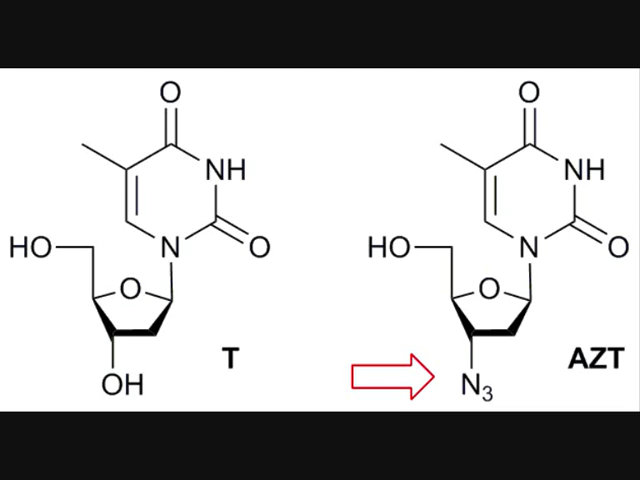 O O
NH NH
HO N O HO N O
O O
T AZT
OH N₃